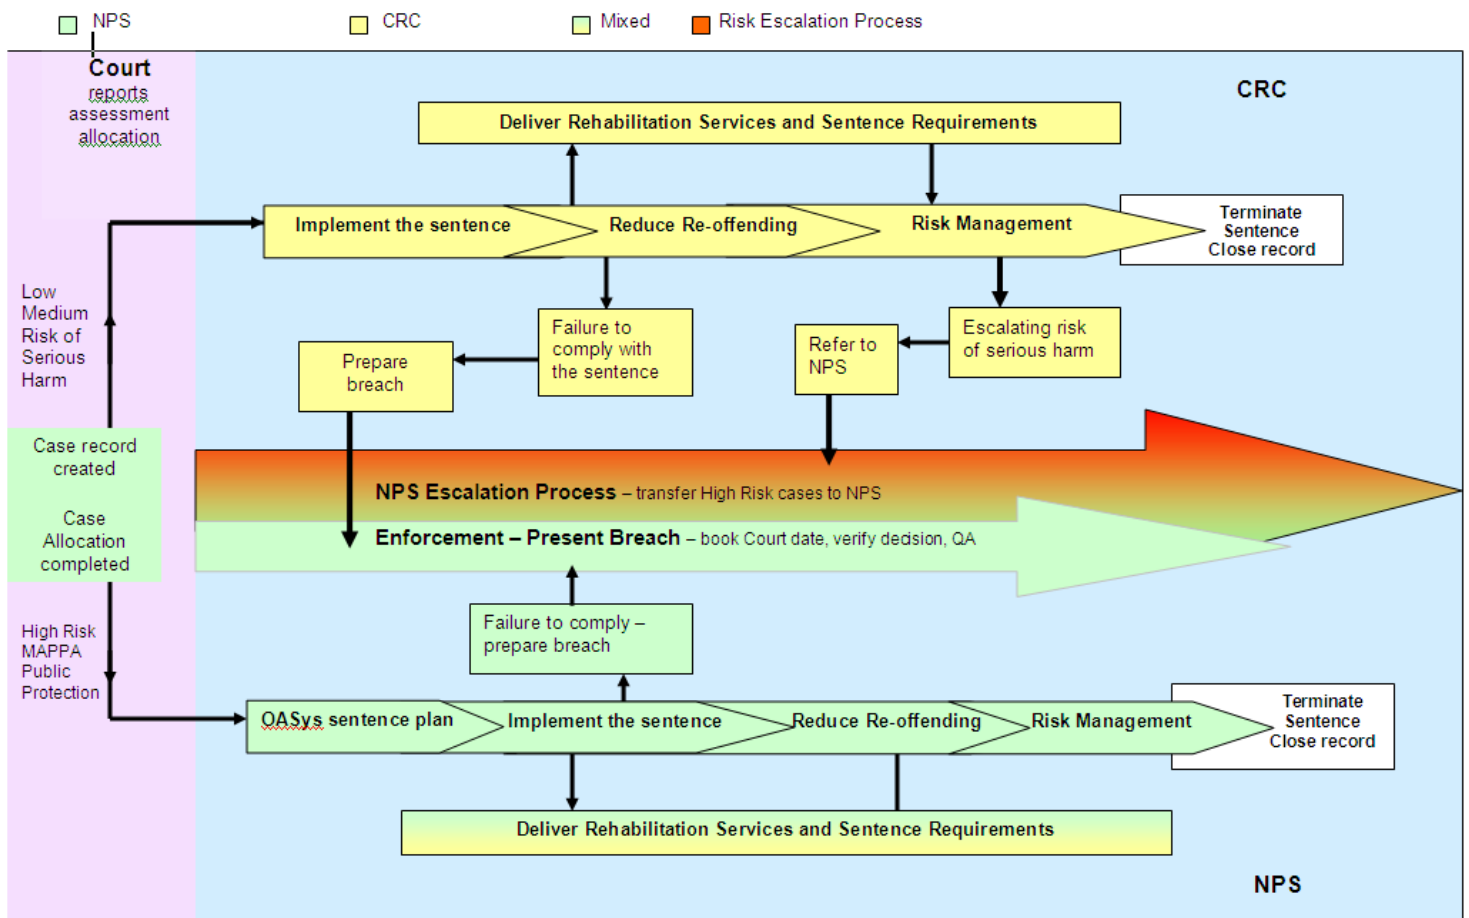 NPS
CRC
Mixed
Risk Escalation Process
Court
reports
assessment
allocation
CRC
Deliver Rehabilitation Services and Sentence Requirements
Implement the sentence
Reduce Re-offending
Risk Management
Terminate
Sentence
Close record
Low
Medium
Risk of
Serious
Harm
Failure to
comply with
the sentence
Prepare
breach
Escalating risk
of serious harm
Refer to
NPS
Case record
created
Case
Allocation
completed
NPS Escalation Process – transfer High Risk cases to NPS
Enforcement – Present Breach – book Court date, verify decision, QA
Failure to comply –
prepare breach
High Risk
MAPPA
Public
Protection
OASys sentence plan
Implement the sentence
Reduce Re-offending
Risk Management
Terminate
Sentence
Close record
Deliver Rehabilitation Services and Sentence Requirements
NPS